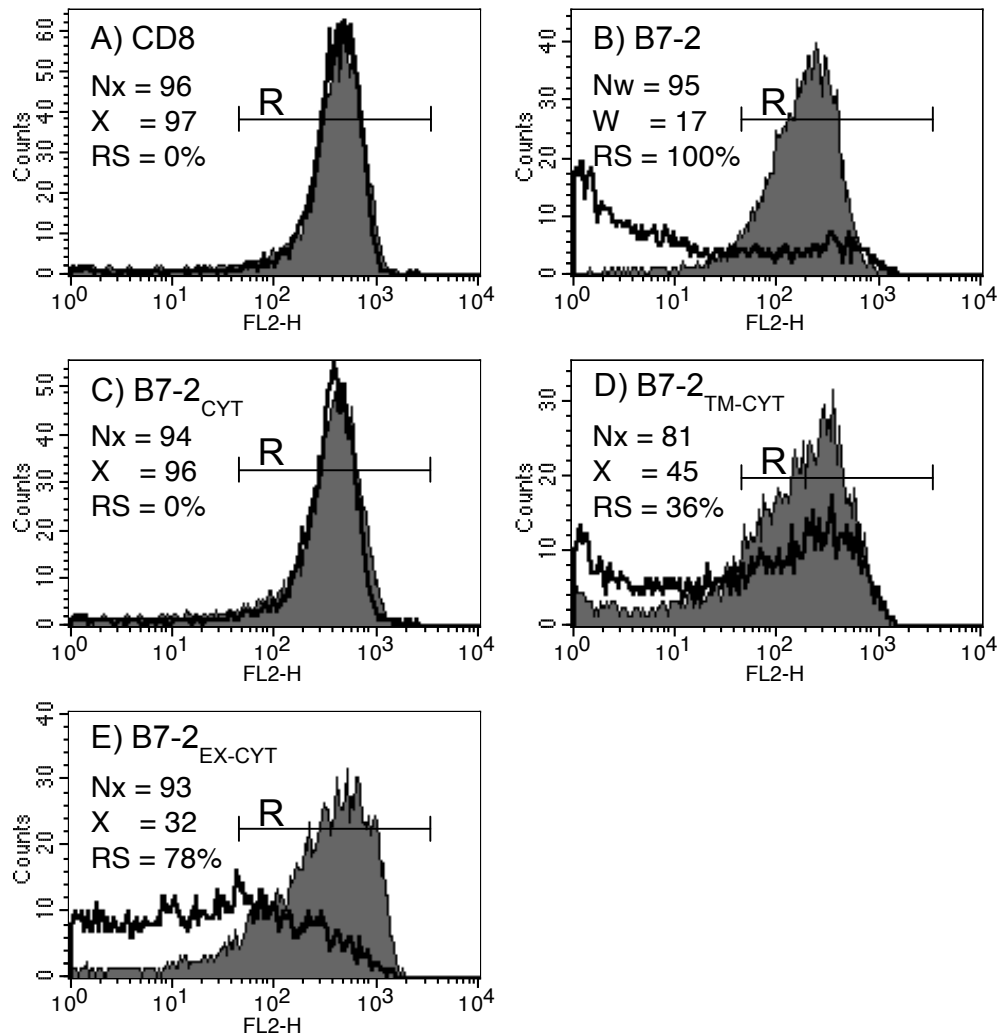 A) CD8
Nx = 96
X = 97
RS = 0%
R
Counts
0 10 20 30 40 50 60
10^0 10^1 10^2 10^3 10^4
FL2-H
B) B7-2
Nw = 95
W = 17
RS = 100%
R
Counts
0 10 20 30 40
10^0 10^1 10^2 10^3 10^4
FL2-H
C) B7-2CYT
Nx = 94
X = 96
RS = 0%
R
Counts
0 10 20 30 40 50
10^0 10^1 10^2 10^3 10^4
FL2-H
D) B7-2TM-CYT
Nx = 81
X = 45
RS = 36%
R
Counts
0 10 20 30
10^0 10^1 10^2 10^3 10^4
FL2-H
E) B7-2EX-CYT
Nx = 93
X = 32
RS = 78%
R
Counts
0 10 20 30 40
10^0 10^1 10^2 10^3 10^4
FL2-H